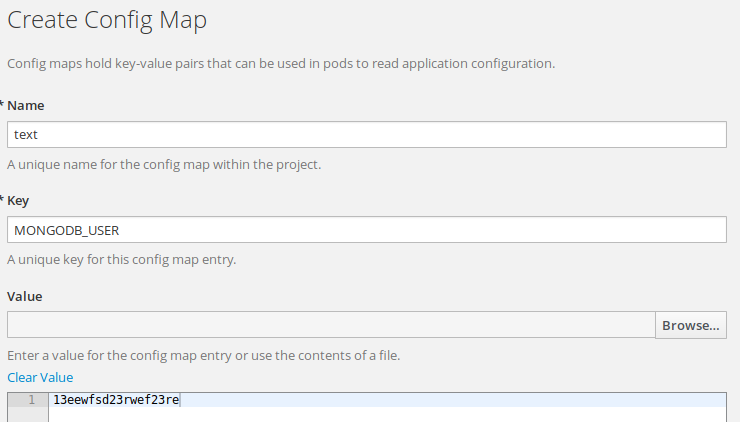 Create Config Map
Config maps hold key-value pairs that can be used in pods to read application configuration.
* Name
text
A unique name for the config map within the project.
* Key
MONGODB_USER
A unique key for this config map entry.
Value
Browse...
Enter a value for the config map entry or use the contents of a file.
Clear Value
1 13eewfsd23rwef23re